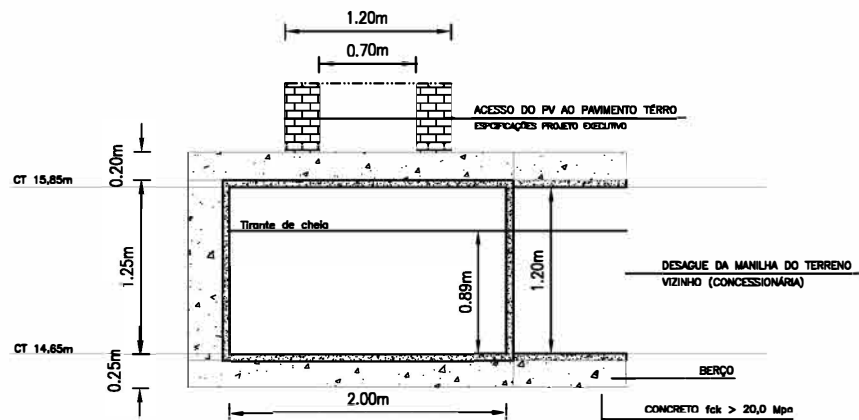 1.20m
0.70m
ACESSO DO PV AO PAVIMENTO TÉRRO
ESPCIFICAÇÕES PROJETO EXECUTIVO
0.20m
CT 15,85m
Tirante de cheia
1.25m
0.89m
1.20m
DESAGUE DA MANILHA DO TERRENO
VIZINHO (CONCESSIONÁRIA)
CT 14,65m
0.25m
BERÇO
2.00m
CONCRETO fck > 20,0 Mpa